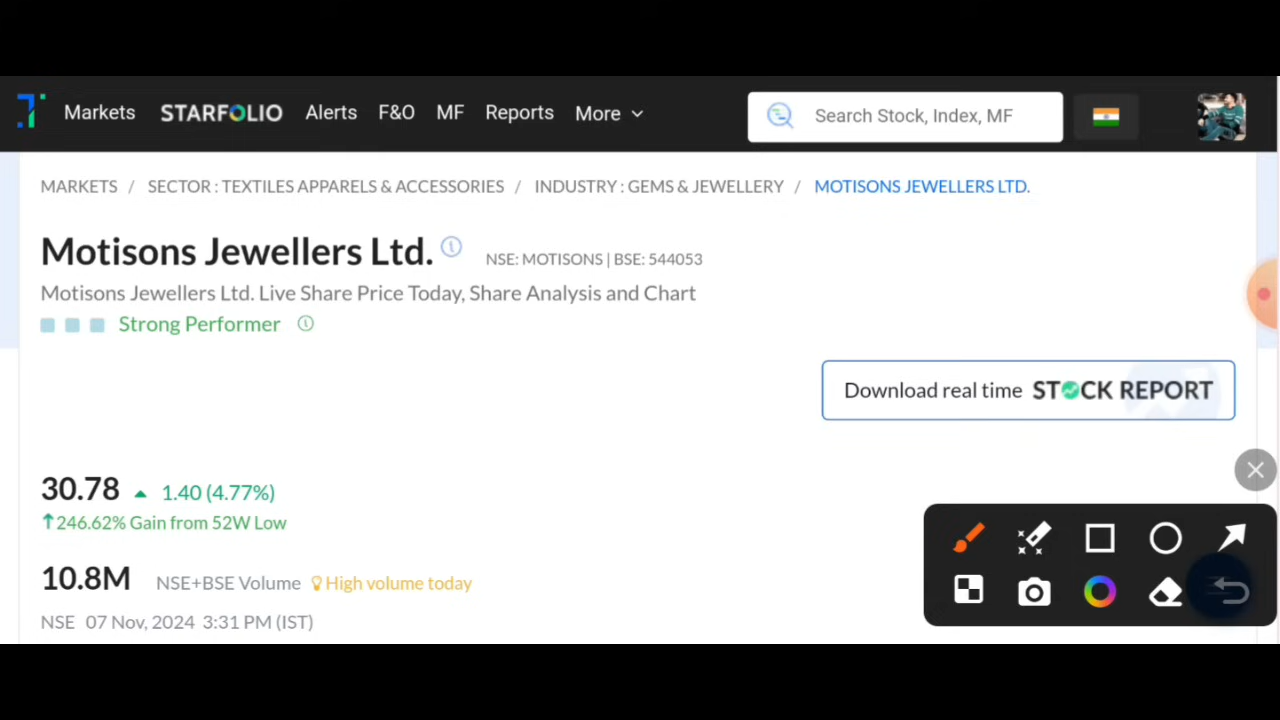 Markets STARFOLIO Alerts F&O MF Reports More Search Stock, Index, MF
MARKETS / SECTOR : TEXTILES APPARELS & ACCESSORIES / INDUSTRY : GEMS & JEWELLERY / MOTISONS JEWELLERS LTD.
Motisons Jewellers Ltd. NSE: MOTISONS | BSE: 544053
Motisons Jewellers Ltd. Live Share Price Today, Share Analysis and Chart
Strong Performer
Download real time STOCK REPORT
30.78 1.40 (4.77%)
246.62% Gain from 52W Low
10.8M NSE+BSE Volume High volume today
NSE 07 Nov, 2024 3:31 PM (IST)